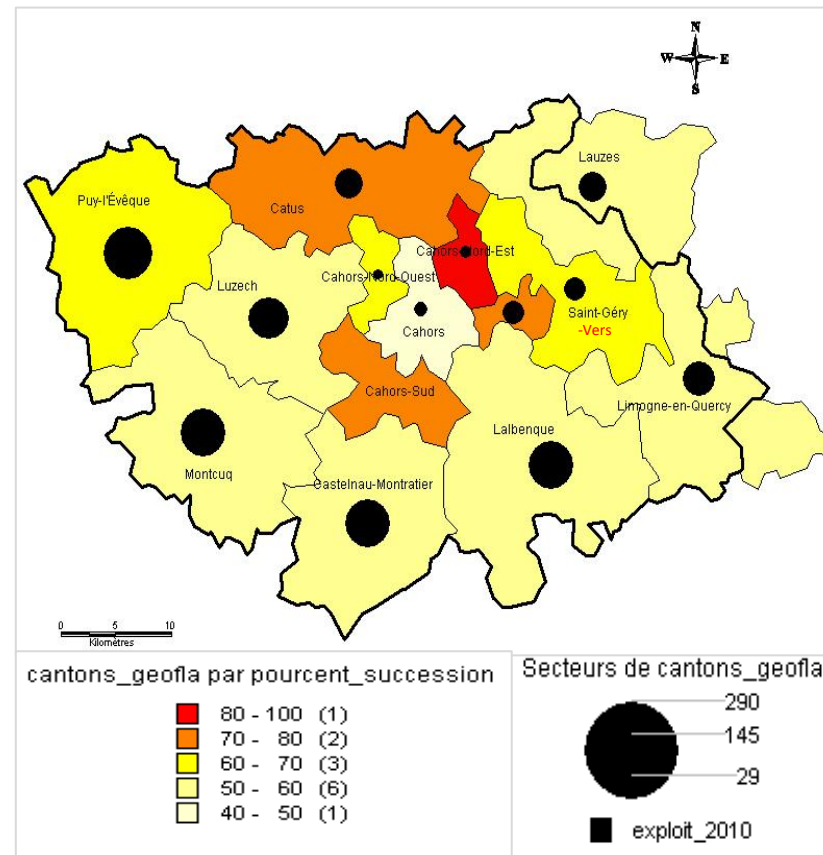 N
W E
S
Lauzes
Puy-l'Évêque
Catus
Cahors-Nord-Est
Cahors-Nord-Ouest
Luzech
Saint-Géry
-Vers
Cahors
Cahors-Sud
Limogne-en-Quercy
Lalbenque
Montcuq
Castelnau-Montratier
0 5 10
Kilomètres
cantons_geofla par pourcent_succession
80 - 100 (1)
70 - 80 (2)
60 - 70 (3)
50 - 60 (6)
40 - 50 (1)
Secteurs de cantons_geofla
290
145
29
exploit_2010